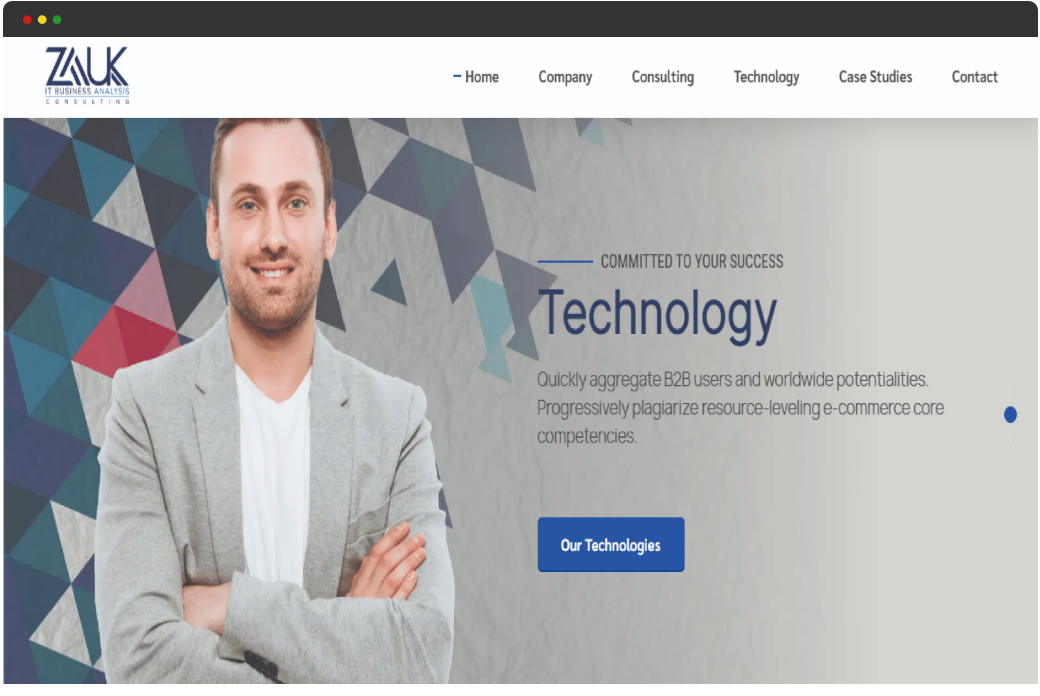 ZAUK
IT BUSINESS ANALYSIS
CONSULTING
Home
Company
Consulting
Technology
Case Studies
Contact
COMMITTED TO YOUR SUCCESS
Technology
Quickly aggregate B2B users and worldwide potentialities.
Progressively plagiarize resource-leveling e-commerce core
competencies.
Our Technologies